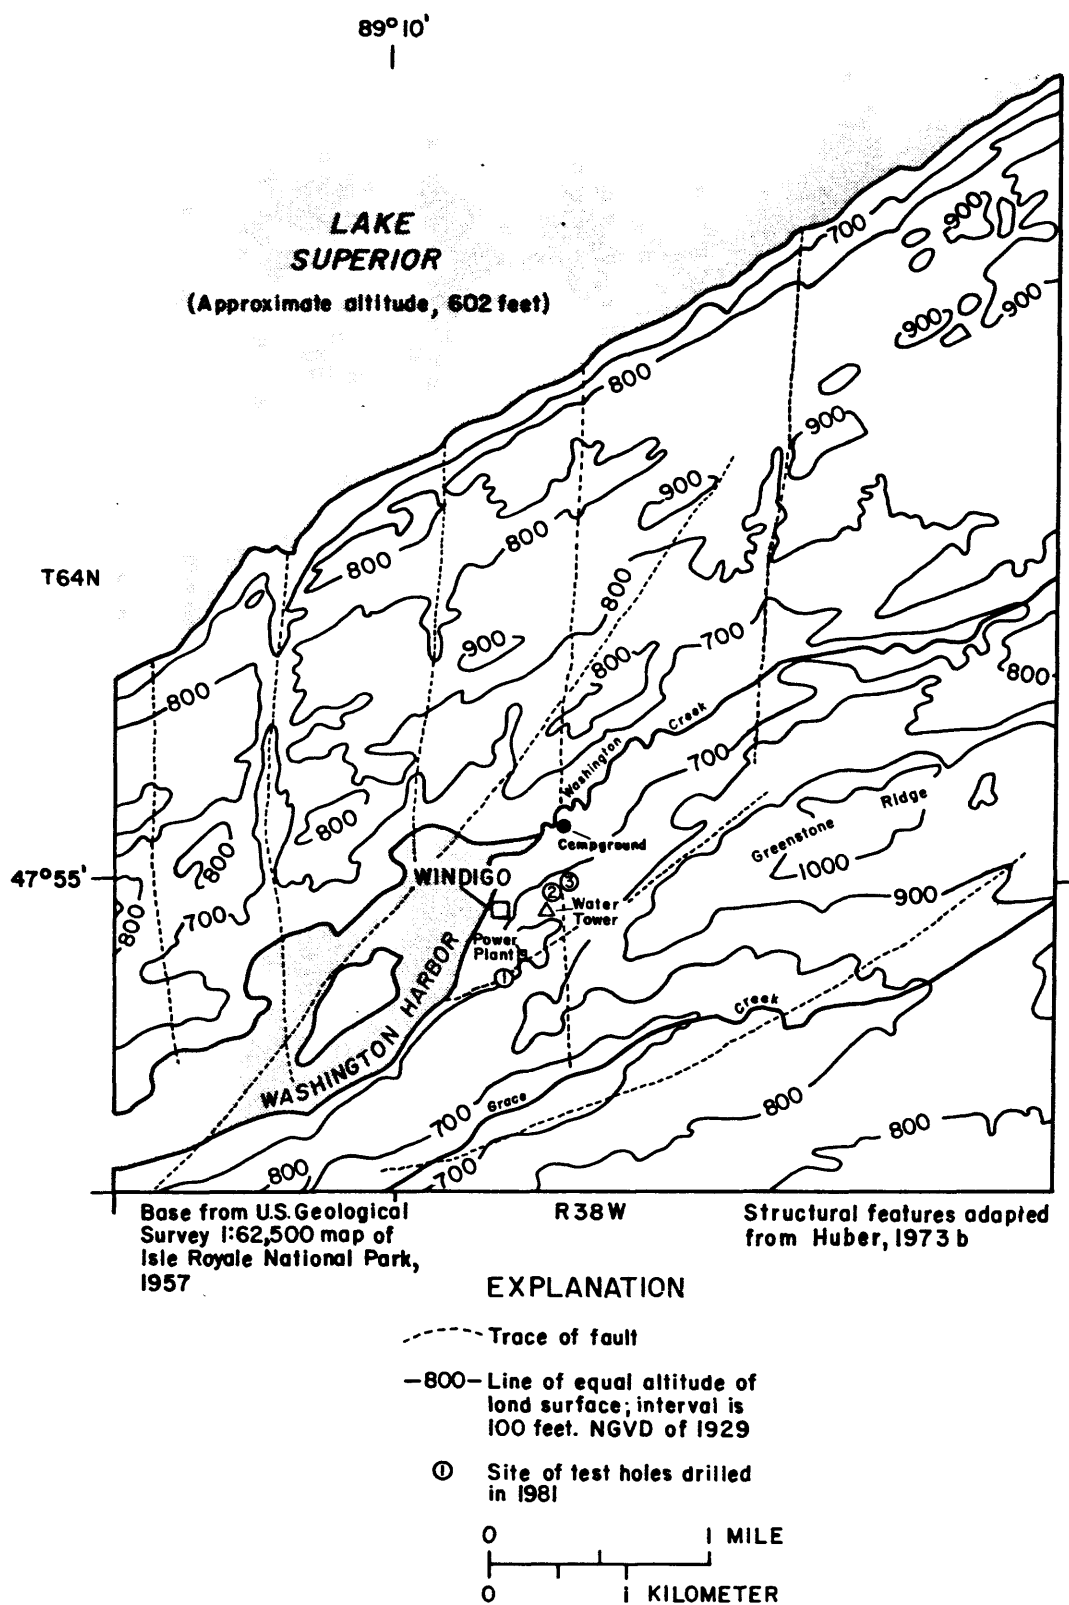 89°10'
LAKE
SUPERIOR
(Approximate altitude, 602 feet)
900
700
900
900
800
900
900
800
800
T64N
800
900
700
800
800
800
Washington Creek
700
Greenstone Ridge
800
Campground
1000
47°55'
800
WINDIGO
② ③
900
Water
Tower
800
700
Power
Plant
①
WASHINGTON HARBOR
Grace Creek
700
800
800
800
700
Base from U.S. Geological
Survey 1:62,500 map of
Isle Royale National Park,
1957
R38W
Structural features adapted
from Huber, 1973 b
EXPLANATION
Trace of fault
—800— Line of equal altitude of
lond surface; interval is
100 feet. NGVD of 1929
① Site of test holes drilled
in 1981
0 1 MILE
0 1 KILOMETER